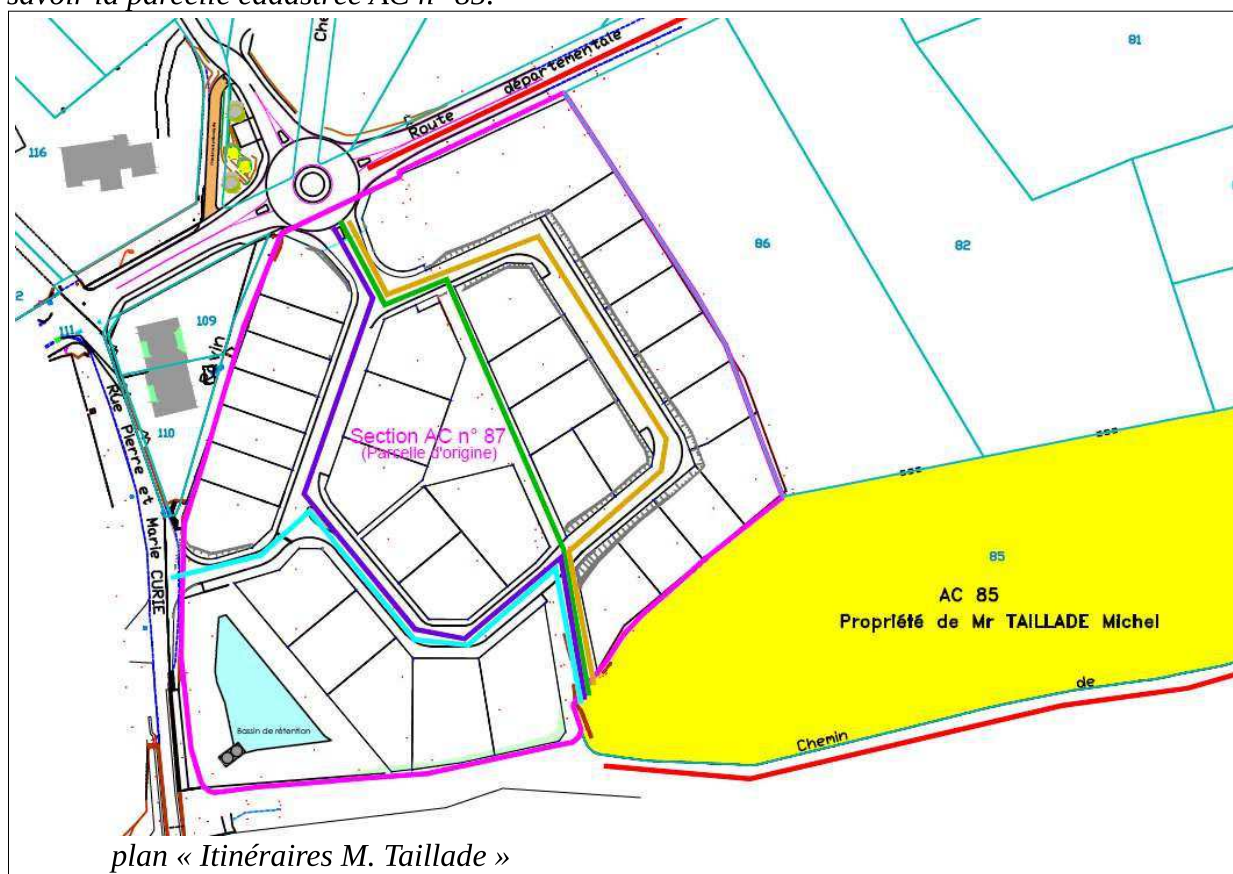 savoir la parcelle cadastrée AC n° 85.
81
Route départementale
116
86
82
2
111
109
110
Rue Pierre et Marie CURIE
Section AC n° 87
(Parcelle d'origine)
85
AC 85
Propriété de Mr TAILLADE Michel
Bassin de rétention
Chemin de
plan « Itinéraires M. Taillade »